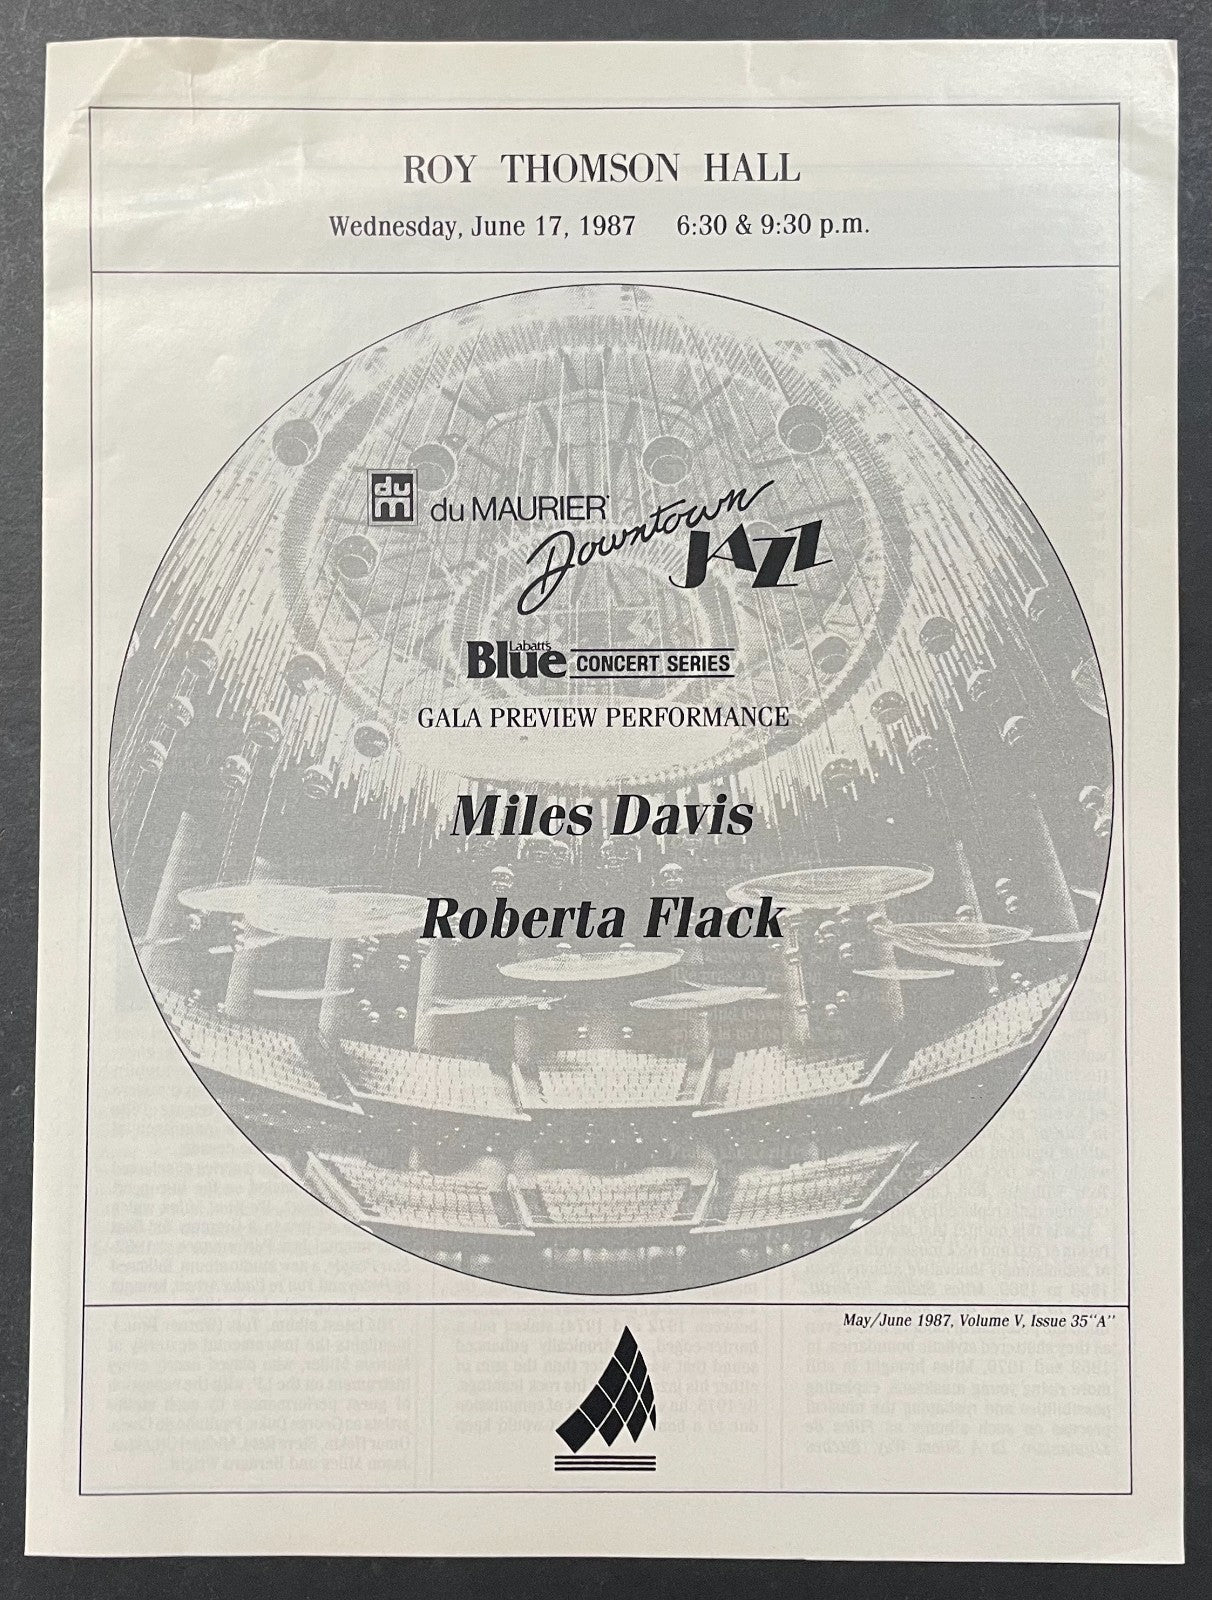 ROY THOMSON HALL
Wednesday, June 17, 1987 6:30 & 9:30 p.m.
du
m
du MAURIER
Downtown
JAZZ
Labatt's
Blue CONCERT SERIES
GALA PREVIEW PERFORMANCE
Miles Davis
Roberta Flack
May/June 1987, Volume V, Issue 35"A"